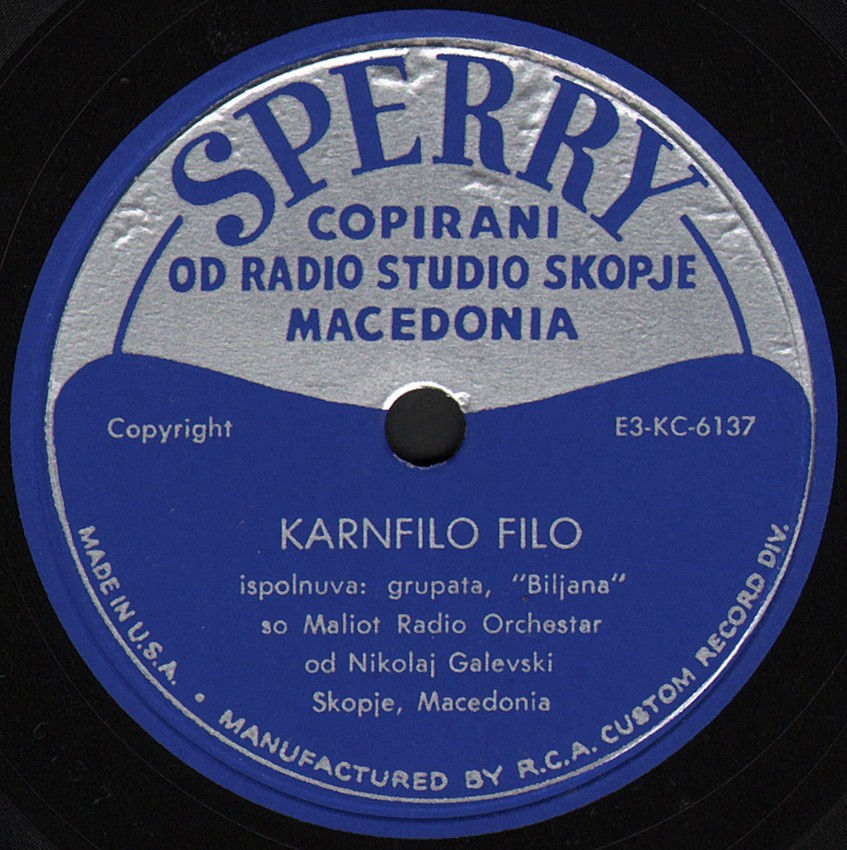 SPERRY
COPIRANI
OD RADIO STUDIO SKOPJE
MACEDONIA
Copyright
E3-KC-6137
KARNFILO FILO
ispolnuva: grupata, "Biljana"
so Maliot Radio Orchestar
od Nikolaj Galevski
Skopje, Macedonia
MADE IN U.S.A. • MANUFACTURED BY R.C.A. CUSTOM RECORD DIV.